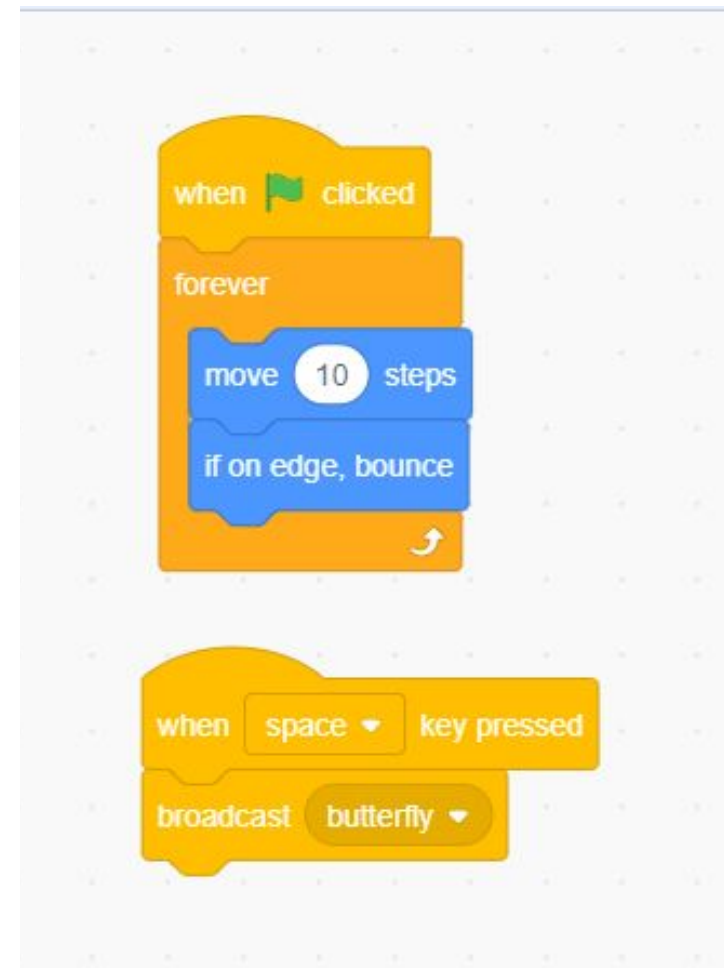 when clicked
forever
move 10 steps
if on edge, bounce
when space key pressed
broadcast butterfly